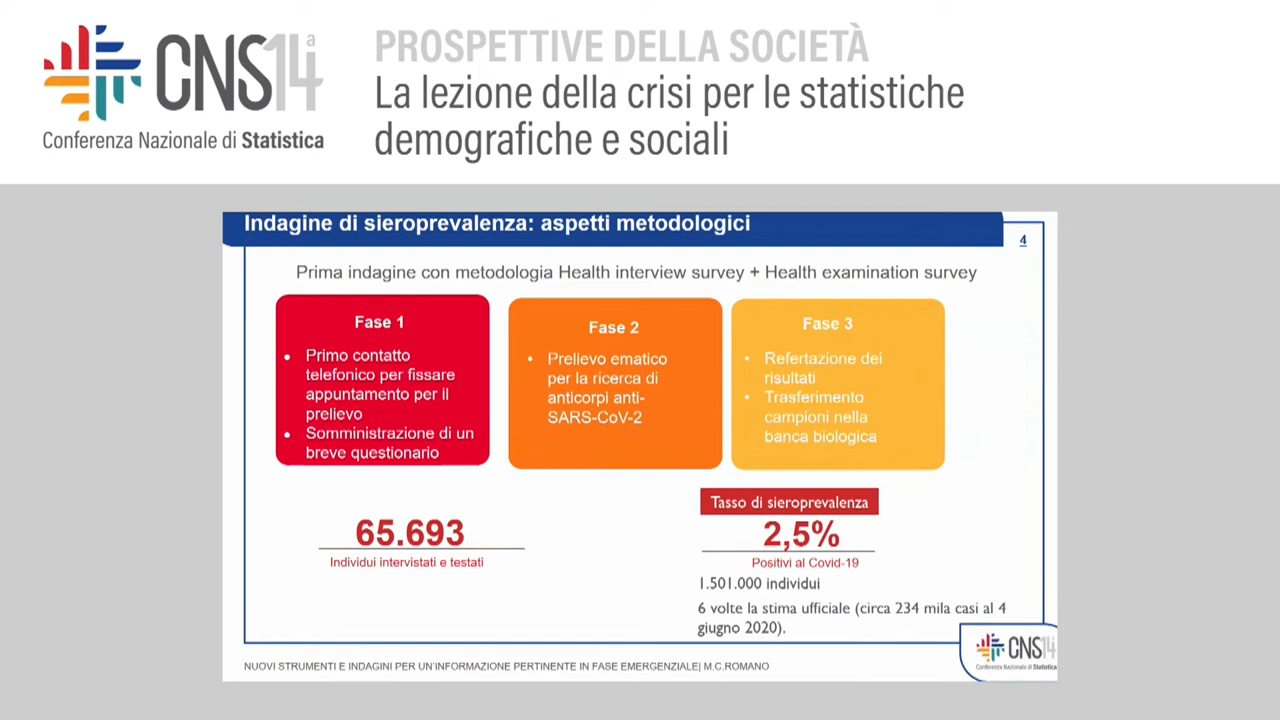 CNS14ª
Conferenza Nazionale di Statistica
PROSPETTIVE DELLA SOCIETÀ
La lezione della crisi per le statistiche
demografiche e sociali
Indagine di sieroprevalenza: aspetti metodologici
4
Prima indagine con metodologia Health interview survey + Health examination survey
Fase 1
• Primo contatto
telefonico per fissare
appuntamento per il
prelievo
• Somministrazione di un
breve questionario
Fase 2
• Prelievo ematico
per la ricerca di
anticorpi anti-
SARS-CoV-2
Fase 3
• Refertazione dei
risultati
• Trasferimento
campioni nella
banca biologica
65.693
Individui intervistati e testati
Tasso di sieroprevalenza
2,5%
Positivi al Covid-19
1.501.000 individui
6 volte la stima ufficiale (circa 234 mila casi al 4
giugno 2020).
NUOVI STRUMENTI E INDAGINI PER UN'INFORMAZIONE PERTINENTE IN FASE EMERGENZIALE| M.C.ROMANO
CNS14
Conferenza Nazionale di Statistica